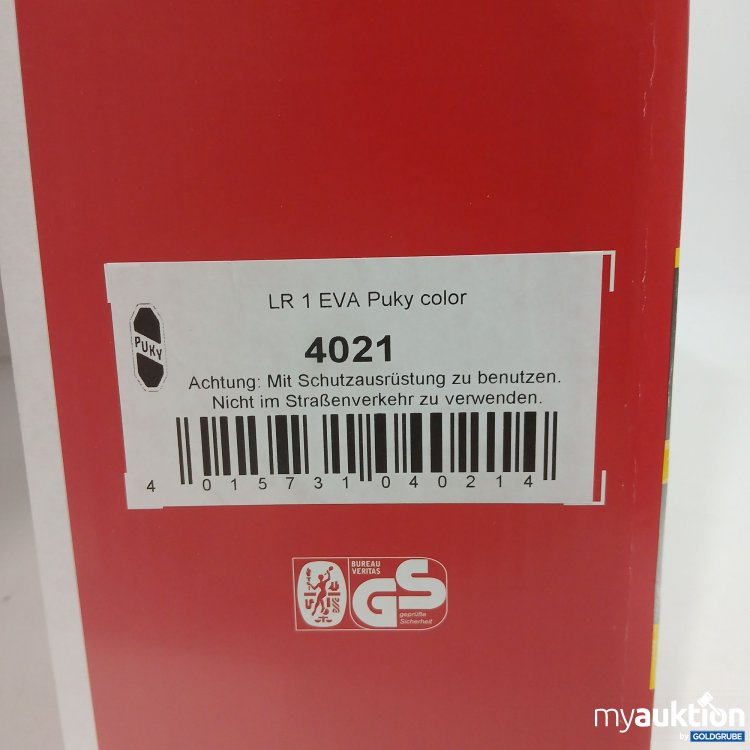 LR 1 EVA Puky color
PUKY
4021
Achtung: Mit Schutzausrüstung zu benutzen.
Nicht im Straßenverkehr zu verwenden.
4 015731 040214
BUREAU
VERITAS
GS
geprüfte
Sicherheit
myauktion
by GOLDGRUBE